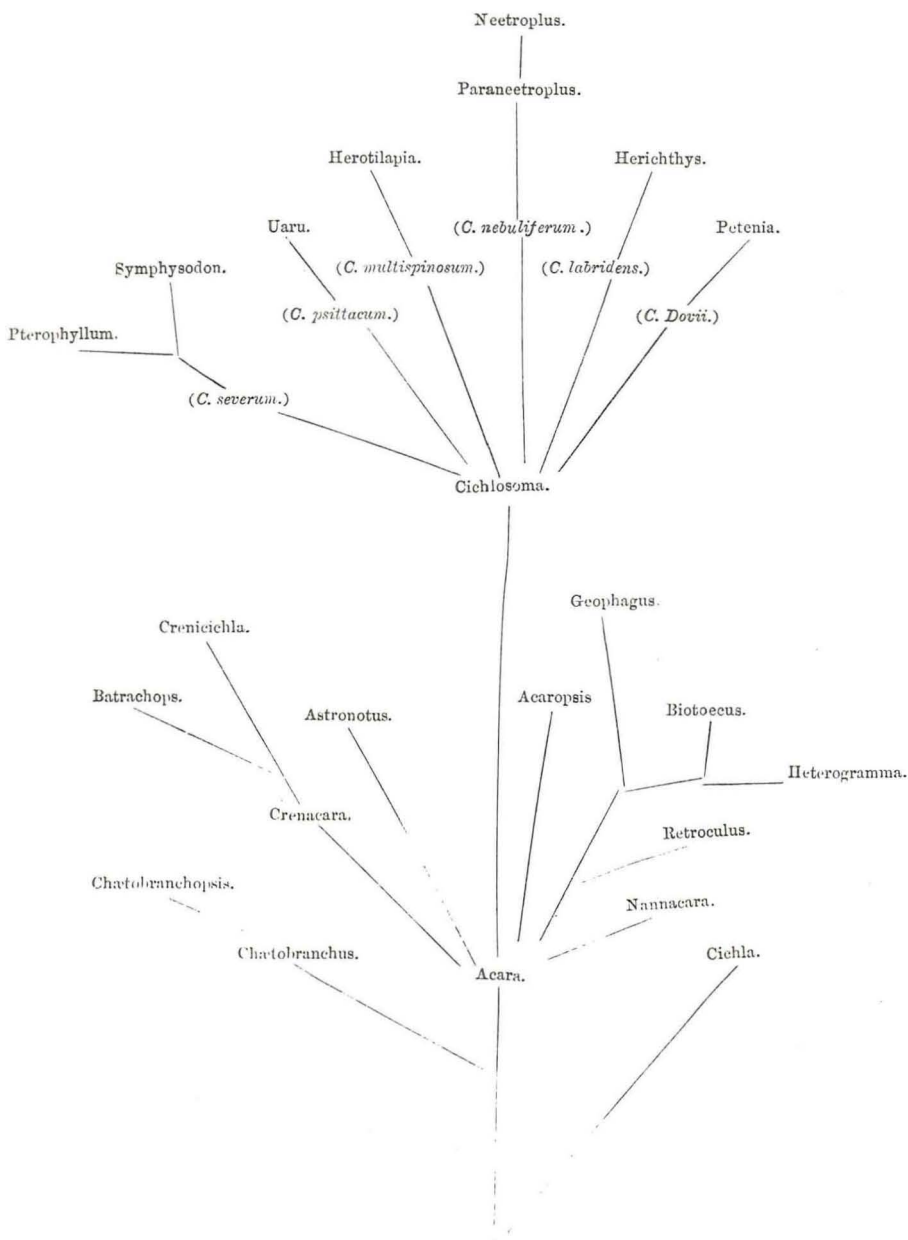 Neetroplus.
Paraneetroplus.
Herotilapia.
Herichthys.
Uaru.
(C. nebuliferum.)
Petenia.
Symphysodon.
(C. multispinosum.)
(C. labridens.)
(C. psittacum.)
(C. Dovii.)
Pterophyllum.
(C. severum.)
Cichlosoma.
Geophagus.
Crenicichla.
Batrachops.
Acaropsis
Astronotus.
Biotoecus.
Heterogramma.
Crenacara.
Retroculus.
Chætobranchopsis.
Nannacara.
Chætobranchus.
Cichla.
Acara.